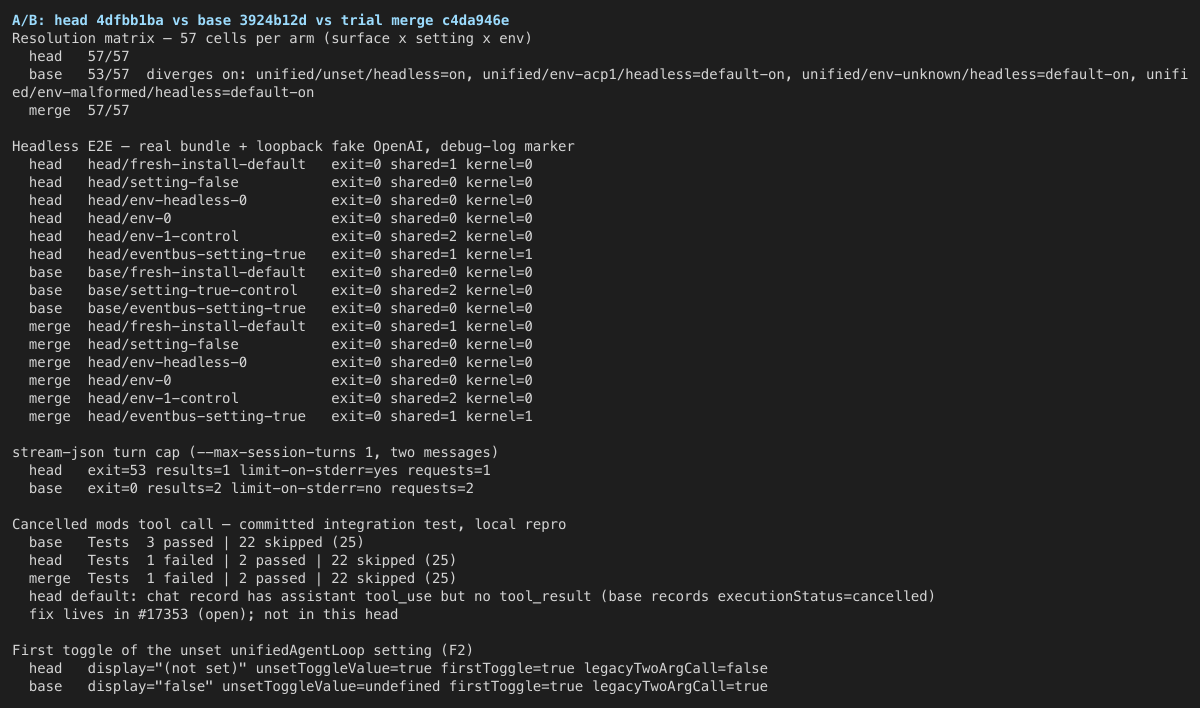 A/B: head 4dfbb1ba vs base 3924b12d vs trial merge c4da946e
Resolution matrix — 57 cells per arm (surface x setting x env)
  head   57/57
  base   53/57  diverges on: unified/unset/headless=on, unified/env-acp1/headless=default-on, unified/env-unknown/headless=default-on, unifi
ed/env-malformed/headless=default-on
  merge  57/57

Headless E2E — real bundle + loopback fake OpenAI, debug-log marker
  head   head/fresh-install-default   exit=0 shared=1 kernel=0
  head   head/setting-false           exit=0 shared=0 kernel=0
  head   head/env-headless-0          exit=0 shared=0 kernel=0
  head   head/env-0                   exit=0 shared=0 kernel=0
  head   head/env-1-control           exit=0 shared=2 kernel=0
  head   head/eventbus-setting-true   exit=0 shared=1 kernel=1
  base   base/fresh-install-default   exit=0 shared=0 kernel=0
  base   base/setting-true-control    exit=0 shared=2 kernel=0
  base   base/eventbus-setting-true   exit=0 shared=0 kernel=0
  merge  head/fresh-install-default   exit=0 shared=1 kernel=0
  merge  head/setting-false           exit=0 shared=0 kernel=0
  merge  head/env-headless-0          exit=0 shared=0 kernel=0
  merge  head/env-0                   exit=0 shared=0 kernel=0
  merge  head/env-1-control           exit=0 shared=2 kernel=0
  merge  head/eventbus-setting-true   exit=0 shared=1 kernel=1

stream-json turn cap (--max-session-turns 1, two messages)
  head   exit=53 results=1 limit-on-stderr=yes requests=1
  base   exit=0 results=2 limit-on-stderr=no requests=2

Cancelled mods tool call — committed integration test, local repro
  base   Tests  3 passed | 22 skipped (25)
  head   Tests  1 failed | 2 passed | 22 skipped (25)
  merge  Tests  1 failed | 2 passed | 22 skipped (25)
  head default: chat record has assistant tool_use but no tool_result (base records executionStatus=cancelled)
  fix lives in #17353 (open); not in this head

First toggle of the unset unifiedAgentLoop setting (F2)
  head   display="(not set)" unsetToggleValue=true firstToggle=true legacyTwoArgCall=false
  base   display="false" unsetToggleValue=undefined firstToggle=true legacyTwoArgCall=true